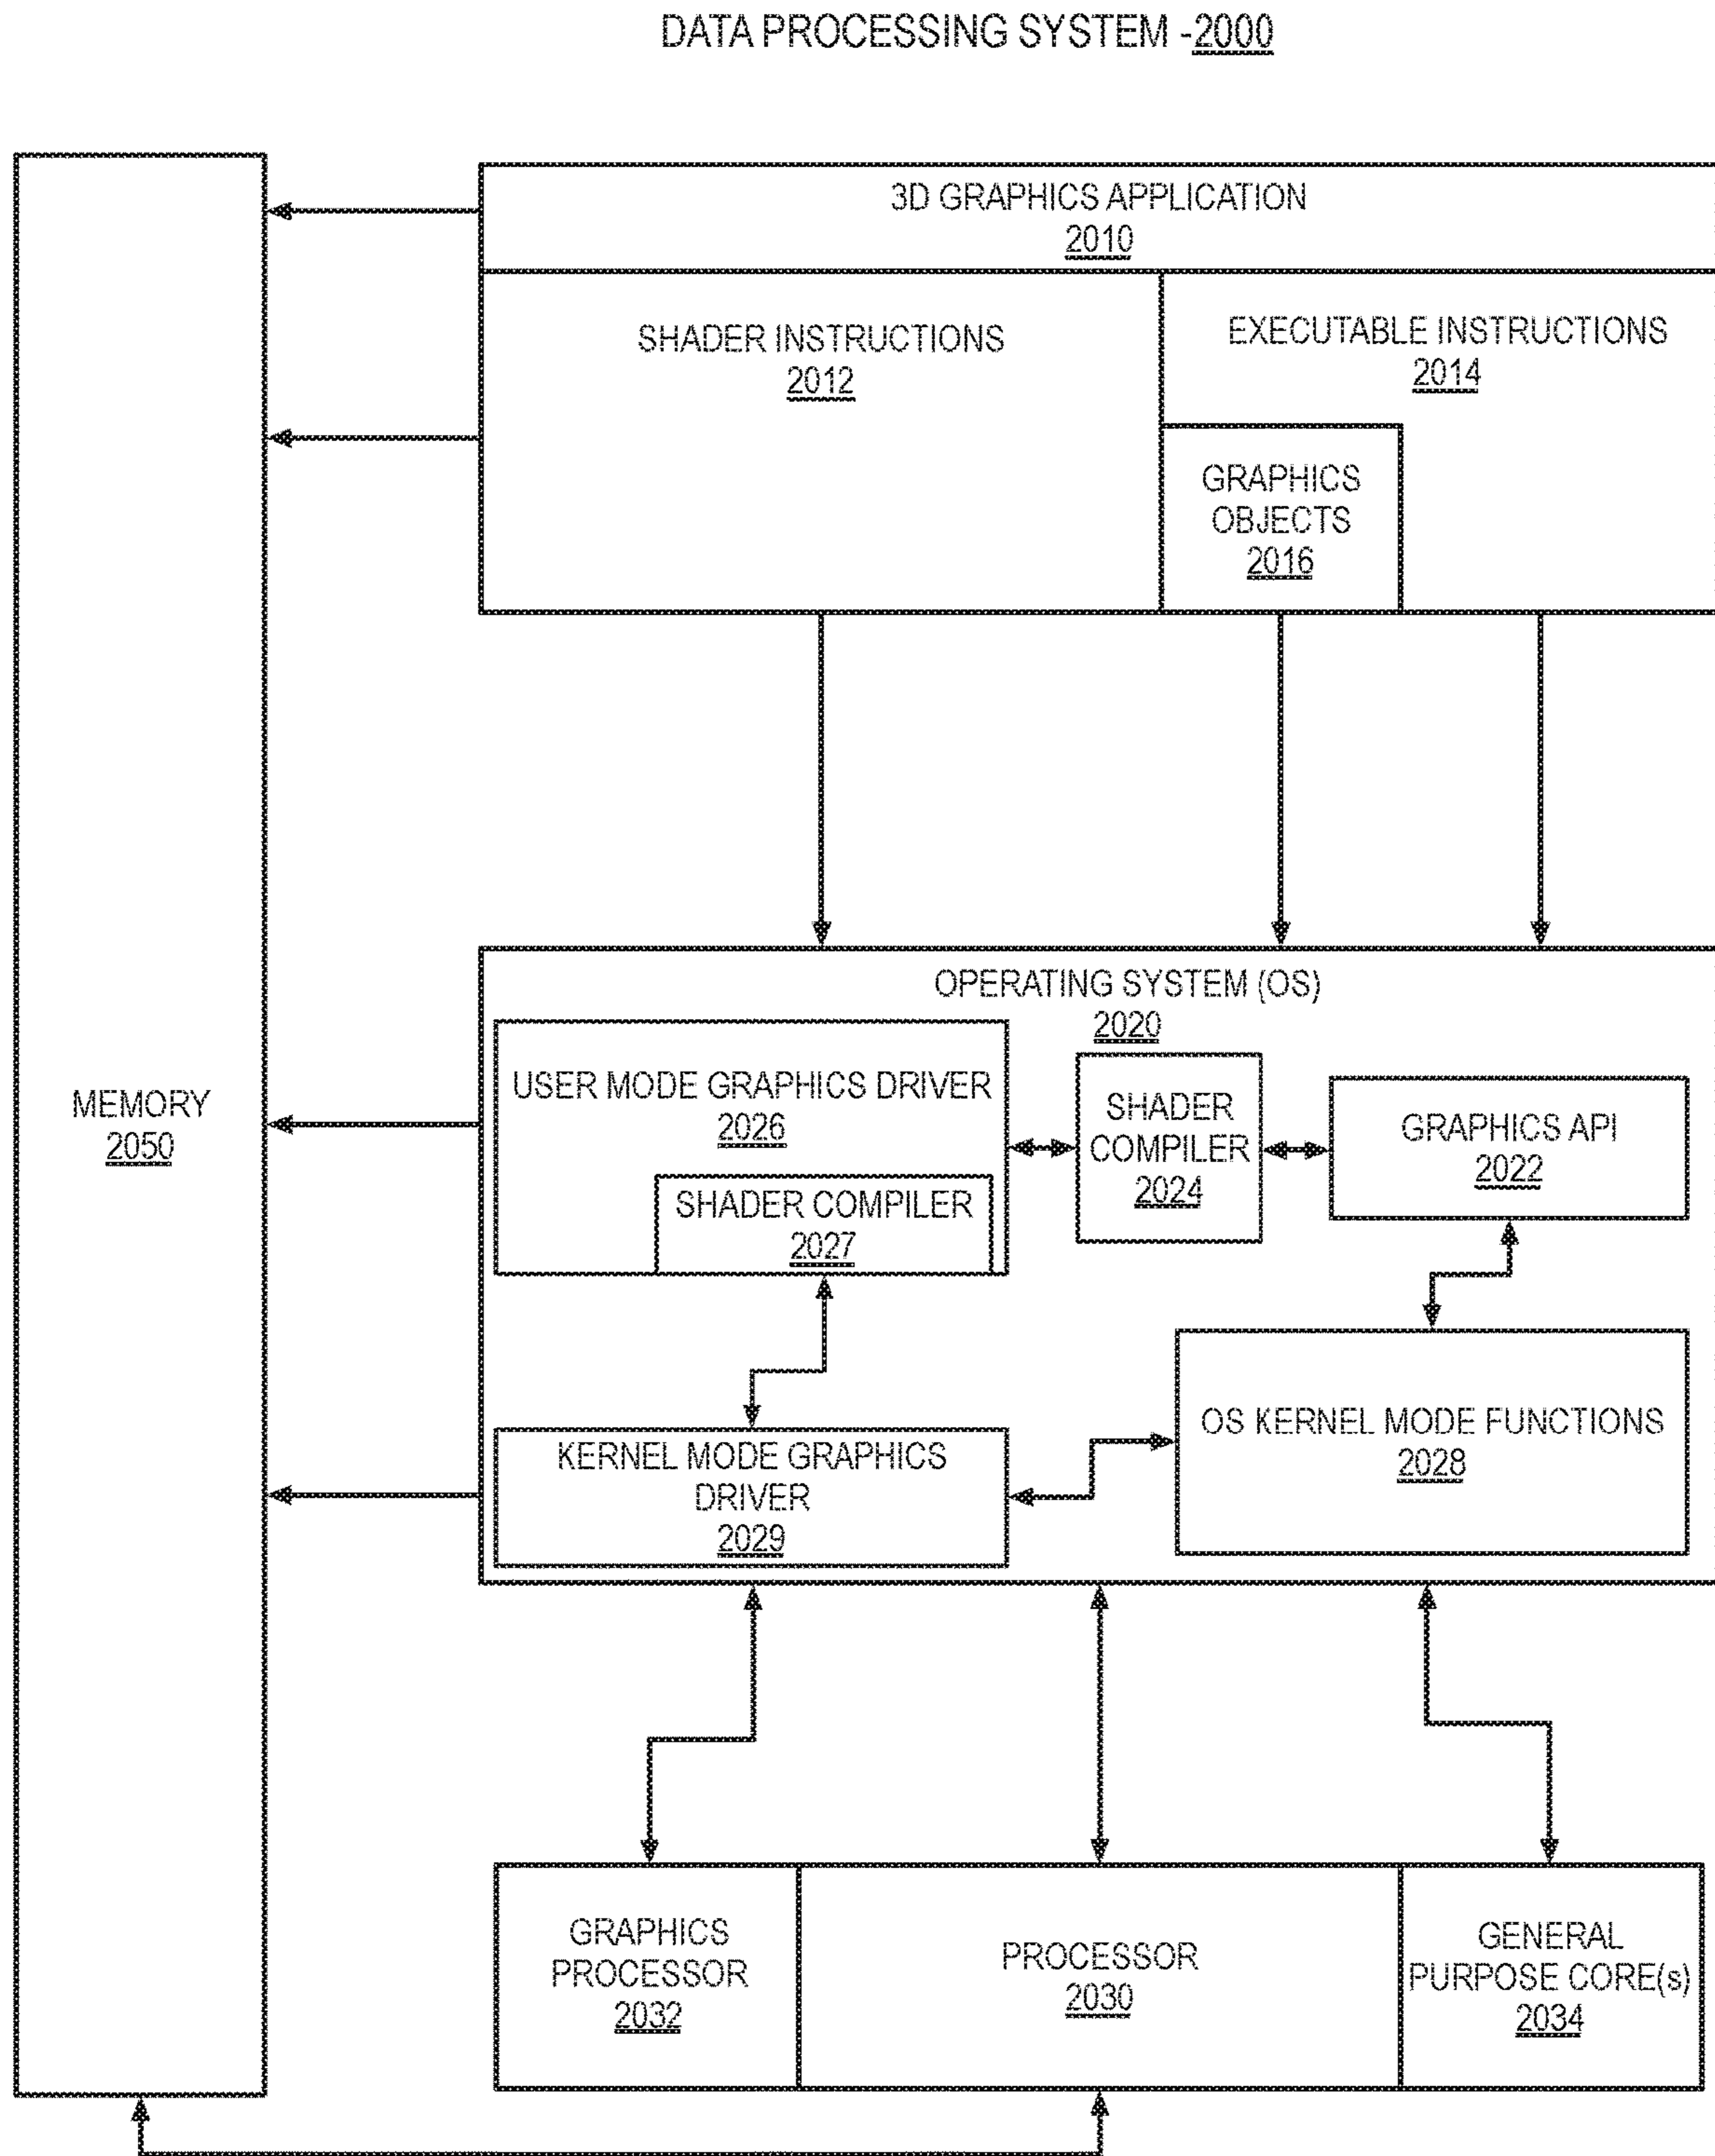 DATA PROCESSING SYSTEM -2000
3D GRAPHICS APPLICATION
2010
SHADER INSTRUCTIONS
2012
EXECUTABLE INSTRUCTIONS
2014
GRAPHICS
OBJECTS
2016
MEMORY
2050
OPERATING SYSTEM (OS)
2020
USER MODE GRAPHICS DRIVER
2026
SHADER COMPILER
2027
SHADER
COMPILER
2024
GRAPHICS API
2022
KERNEL MODE GRAPHICS
DRIVER
2029
OS KERNEL MODE FUNCTIONS
2028
GRAPHICS
PROCESSOR
2032
PROCESSOR
2030
GENERAL
PURPOSE CORE(s)
2034